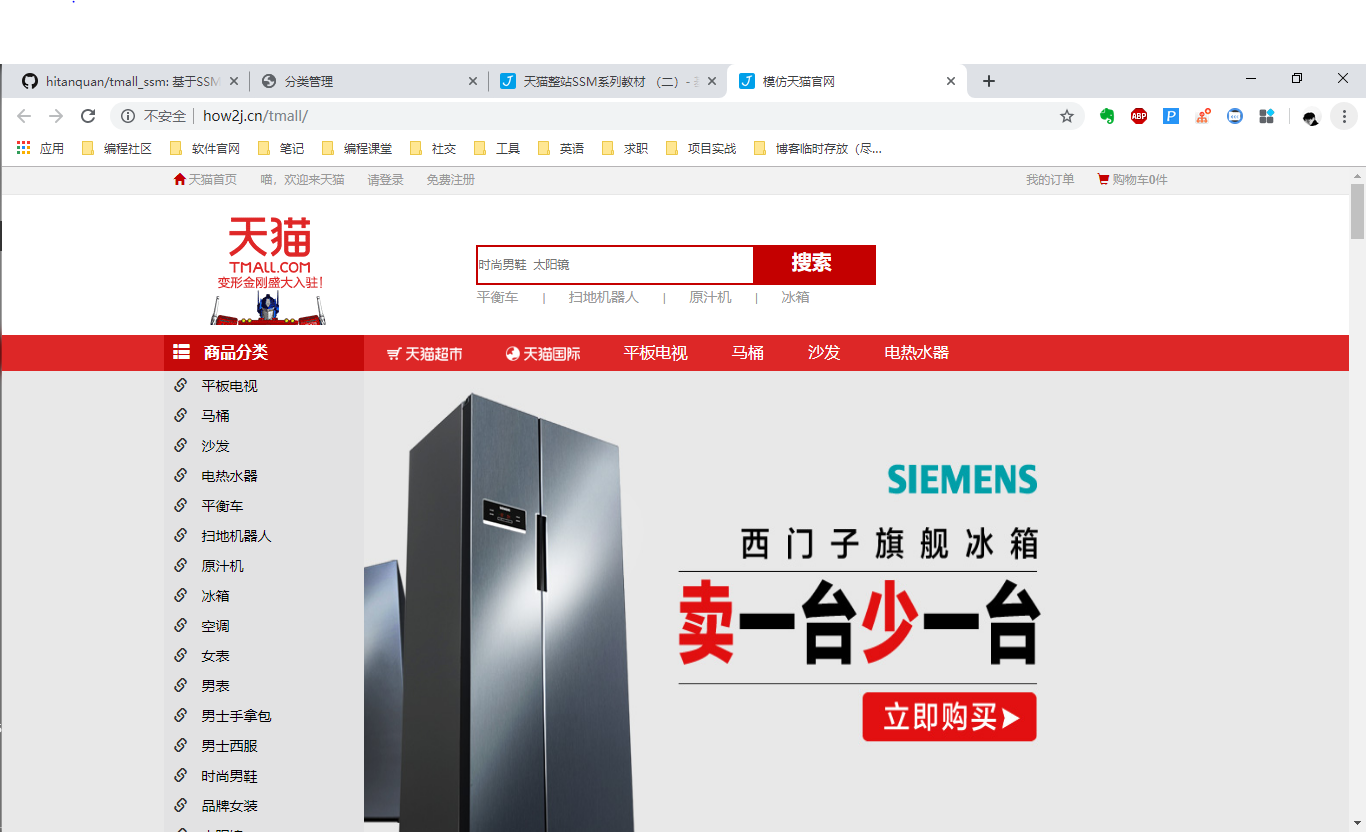 hitanquan/tmall_ssm: 基于SSM
分类管理
天猫整站SSM系列教材 （二）-
模仿天猫官网
不安全 how2j.cn/tmall/
ABP
应用 编程社区 软件官网 笔记 编程课堂 社交 工具 英语 求职 项目实战 博客临时存放（尽...
天猫首页 喵，欢迎来天猫 请登录 免费注册 我的订单 购物车0件
天猫
TMALL.COM
变形金刚盛大入驻!
时尚男鞋 太阳镜 搜索
平衡车 | 扫地机器人 | 原汁机 | 冰箱
商品分类 天猫超市 天猫国际 平板电视 马桶 沙发 电热水器
平板电视
马桶
沙发
电热水器
平衡车
扫地机器人
原汁机
冰箱
空调
女表
男表
男士手拿包
男士西服
时尚男鞋
品牌女装
SIEMENS
西门子旗舰冰箱
卖一台少一台
立即购买